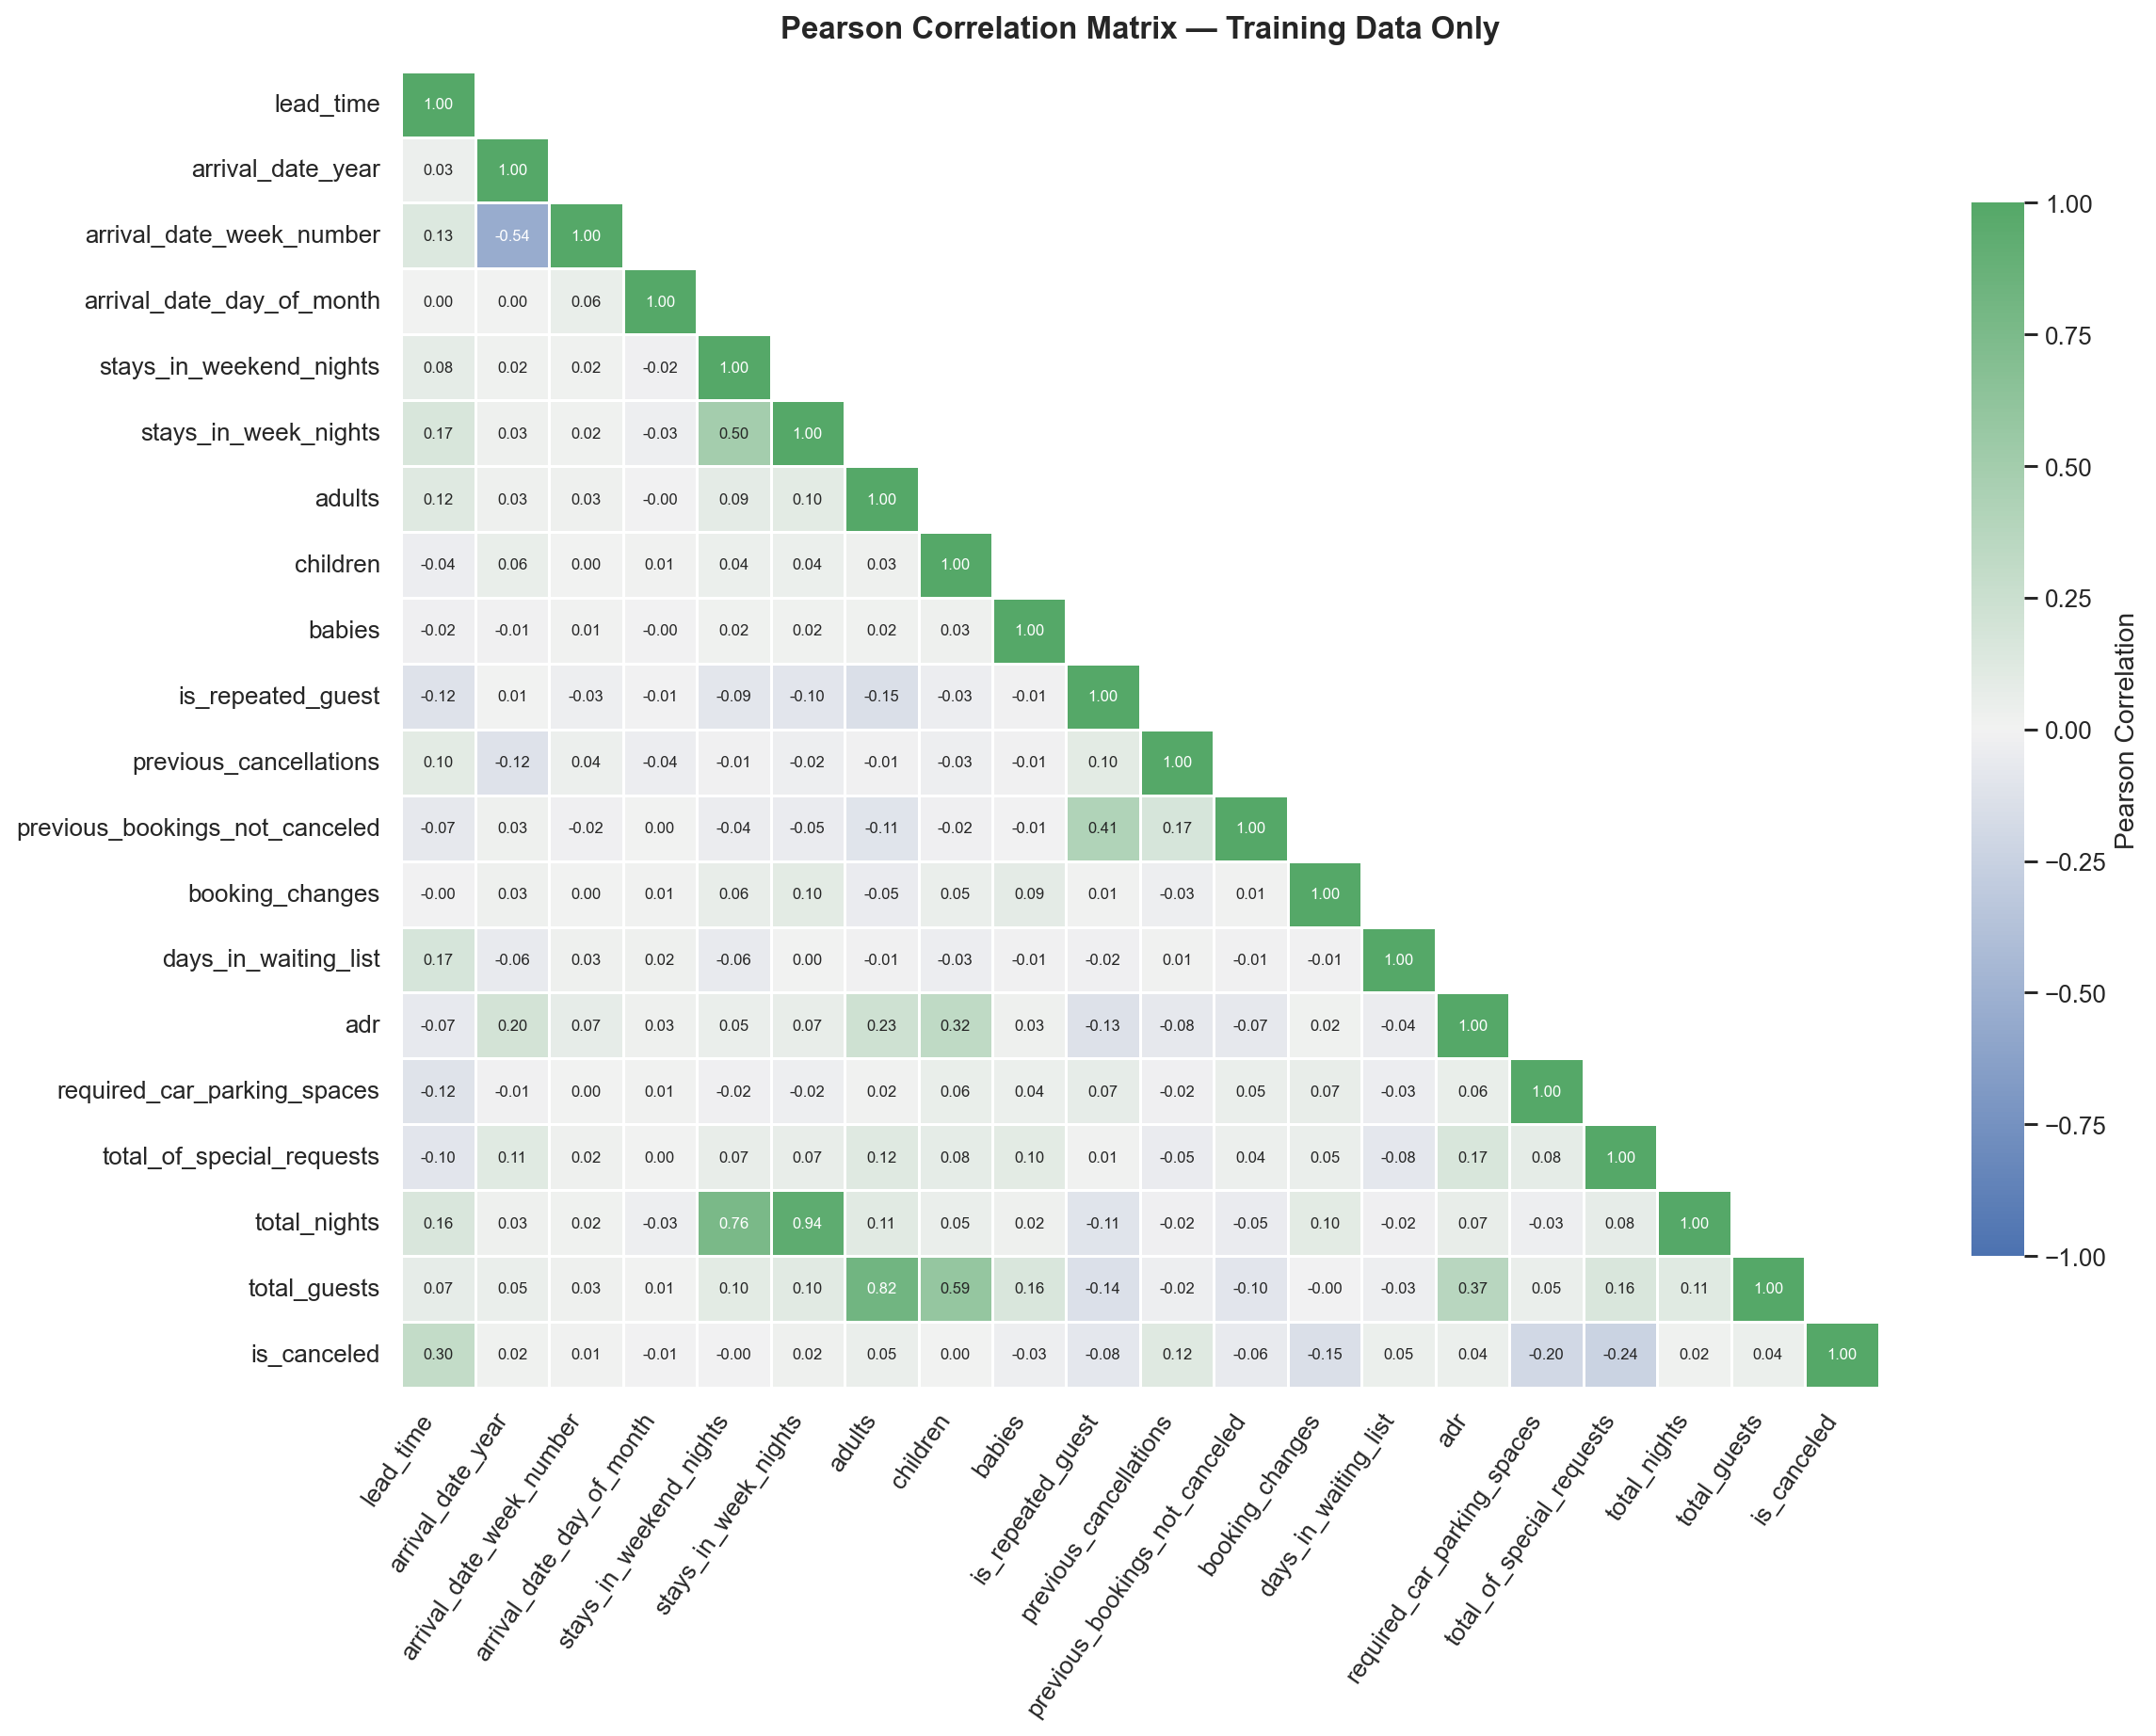 Pearson Correlation Matrix — Training Data Only
lead_time 1.00
arrival_date_year 0.03 1.00
arrival_date_week_number 0.13 -0.54 1.00
arrival_date_day_of_month 0.00 0.00 0.06 1.00
stays_in_weekend_nights 0.08 0.02 0.02 -0.02 1.00
stays_in_week_nights 0.17 0.03 0.02 -0.03 0.50 1.00
adults 0.12 0.03 0.03 -0.00 0.09 0.10 1.00
children -0.04 0.06 0.00 0.01 0.04 0.04 0.03 1.00
babies -0.02 -0.01 0.01 -0.00 0.02 0.02 0.02 0.03 1.00
is_repeated_guest -0.12 0.01 -0.03 -0.01 -0.09 -0.10 -0.15 -0.03 -0.01 1.00
previous_cancellations 0.10 -0.12 0.04 -0.04 -0.01 -0.02 -0.01 -0.03 -0.01 0.10 1.00
previous_bookings_not_canceled -0.07 0.03 -0.02 0.00 -0.04 -0.05 -0.11 -0.02 -0.01 0.41 0.17 1.00
booking_changes -0.00 0.03 0.00 0.01 0.06 0.10 -0.05 0.05 0.09 0.01 -0.03 0.01 1.00
days_in_waiting_list 0.17 -0.06 0.03 0.02 -0.06 0.00 -0.01 -0.03 -0.01 -0.02 0.01 -0.01 -0.01 1.00
adr -0.07 0.20 0.07 0.03 0.05 0.07 0.23 0.32 0.03 -0.13 -0.08 -0.07 0.02 -0.04 1.00
required_car_parking_spaces -0.12 -0.01 0.00 0.01 -0.02 -0.02 0.02 0.06 0.04 0.07 -0.02 0.05 0.07 -0.03 0.06 1.00
total_of_special_requests -0.10 0.11 0.02 0.00 0.07 0.07 0.12 0.08 0.10 0.01 -0.05 0.04 0.05 -0.08 0.17 0.08 1.00
total_nights 0.16 0.03 0.02 -0.03 0.76 0.94 0.11 0.05 0.02 -0.11 -0.02 -0.05 0.10 -0.02 0.07 -0.03 0.08 1.00
total_guests 0.07 0.05 0.03 0.01 0.10 0.10 0.82 0.59 0.16 -0.14 -0.02 -0.10 -0.00 -0.03 0.37 0.05 0.16 0.11 1.00
is_canceled 0.30 0.02 0.01 -0.01 -0.00 0.02 0.05 0.00 -0.03 -0.08 0.12 -0.06 -0.15 0.05 0.04 -0.20 -0.24 0.02 0.04 1.00
lead_time
arrival_date_year
arrival_date_week_number
arrival_date_day_of_month
stays_in_weekend_nights
stays_in_week_nights
adults
children
babies
is_repeated_guest
previous_cancellations
previous_bookings_not_canceled
booking_changes
days_in_waiting_list
adr
required_car_parking_spaces
total_of_special_requests
total_nights
total_guests
is_canceled
1.00
0.75
0.50
0.25
0.00
−0.25
−0.50
−0.75
−1.00
Pearson Correlation